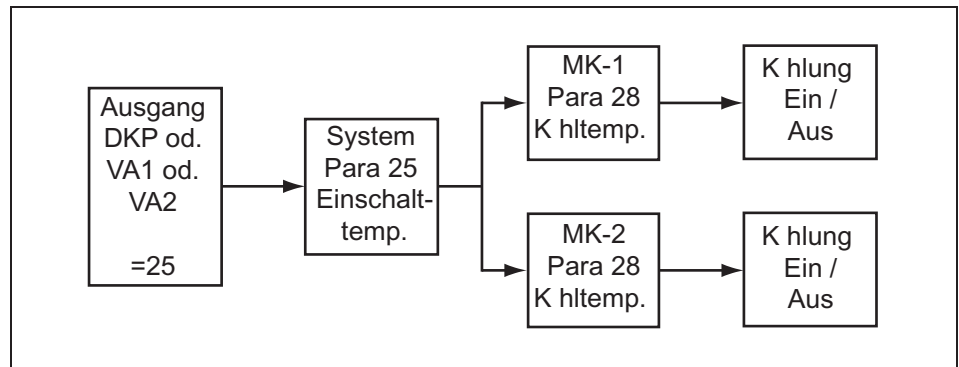 Ausgang
DKP od.
VA1 od.
VA2
=25
System
Para 25
Einschalt-
temp.
MK-1
Para 28
K hltemp.
K hlung
Ein /
Aus
MK-2
Para 28
K hltemp.
K hlung
Ein /
Aus